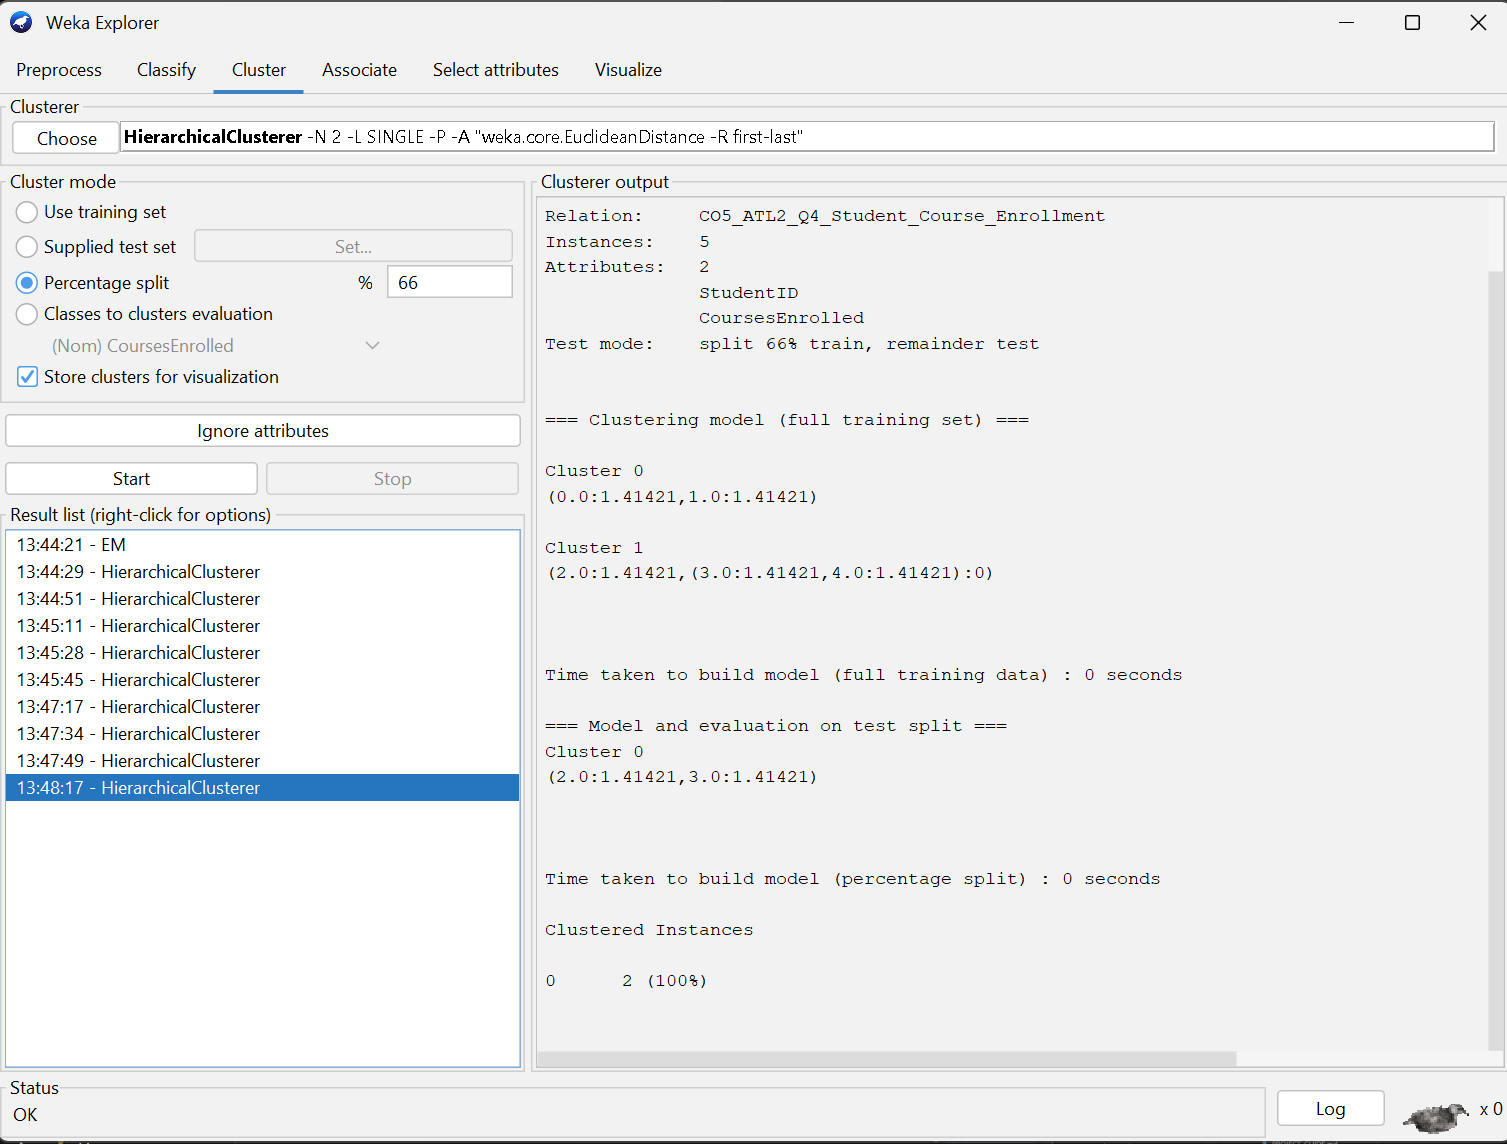 Weka Explorer
Preprocess Classify Cluster Associate Select attributes Visualize
Clusterer
Choose HierarchicalClusterer -N 2 -L SINGLE -P -A "weka.core.EuclideanDistance -R first-last"
Cluster mode
Use training set
Supplied test set Set...
Percentage split % 66
Classes to clusters evaluation
(Nom) CoursesEnrolled
Store clusters for visualization
Ignore attributes
Start Stop
Result list (right-click for options)
13:44:21 - EM
13:44:29 - HierarchicalClusterer
13:44:51 - HierarchicalClusterer
13:45:11 - HierarchicalClusterer
13:45:28 - HierarchicalClusterer
13:45:45 - HierarchicalClusterer
13:47:17 - HierarchicalClusterer
13:47:34 - HierarchicalClusterer
13:47:49 - HierarchicalClusterer
13:48:17 - HierarchicalClusterer
Clusterer output
Relation: CO5_ATL2_Q4_Student_Course_Enrollment
Instances: 5
Attributes: 2
StudentID
CoursesEnrolled
Test mode: split 66% train, remainder test
=== Clustering model (full training set) ===
Cluster 0
(0.0:1.41421,1.0:1.41421)
Cluster 1
(2.0:1.41421,(3.0:1.41421,4.0:1.41421):0)
Time taken to build model (full training data) : 0 seconds
=== Model and evaluation on test split ===
Cluster 0
(2.0:1.41421,3.0:1.41421)
Time taken to build model (percentage split) : 0 seconds
Clustered Instances
0 2 (100%)
Status
OK
Log x 0